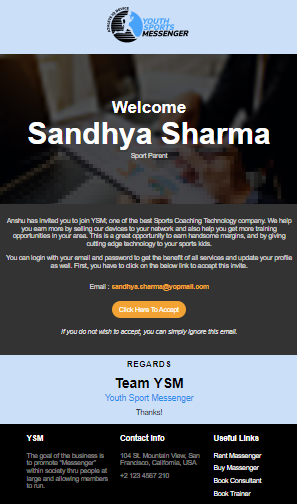 YOUTH
SPORTS
MESSENGER
Welcome
Sandhya Sharma
Sport Parent
Anshu has invited you to join YSM; one of the best Sports Coaching Technology company. We help
you earn more by selling our devices to your network and also help you get more training
opportunities in your area. This is a great opportunity to earn handsome margins, and by giving
cutting edge technology to your sports kids.
You can login with your email and password to get the benefit of all services and update your profile
as well. First, you have to click on the below link to accept this invite.
Email : sandhya.sharma@yopmail.com
Click Here To Accept
If you do not wish to accept, you can simply ignore this email.
REGARDS
Team YSM
Youth Sport Messenger
Thanks!
YSM
The goal of the business is
to promote "Messenger"
within society thru people at
large and allowing members
to run.
Contact Info
104 St. Mountain View, San
Francisco, California, USA
+2 123 4567 210
Useful Links
Rent Massenger
Buy Massenger
Book Consultant
Book Trainer